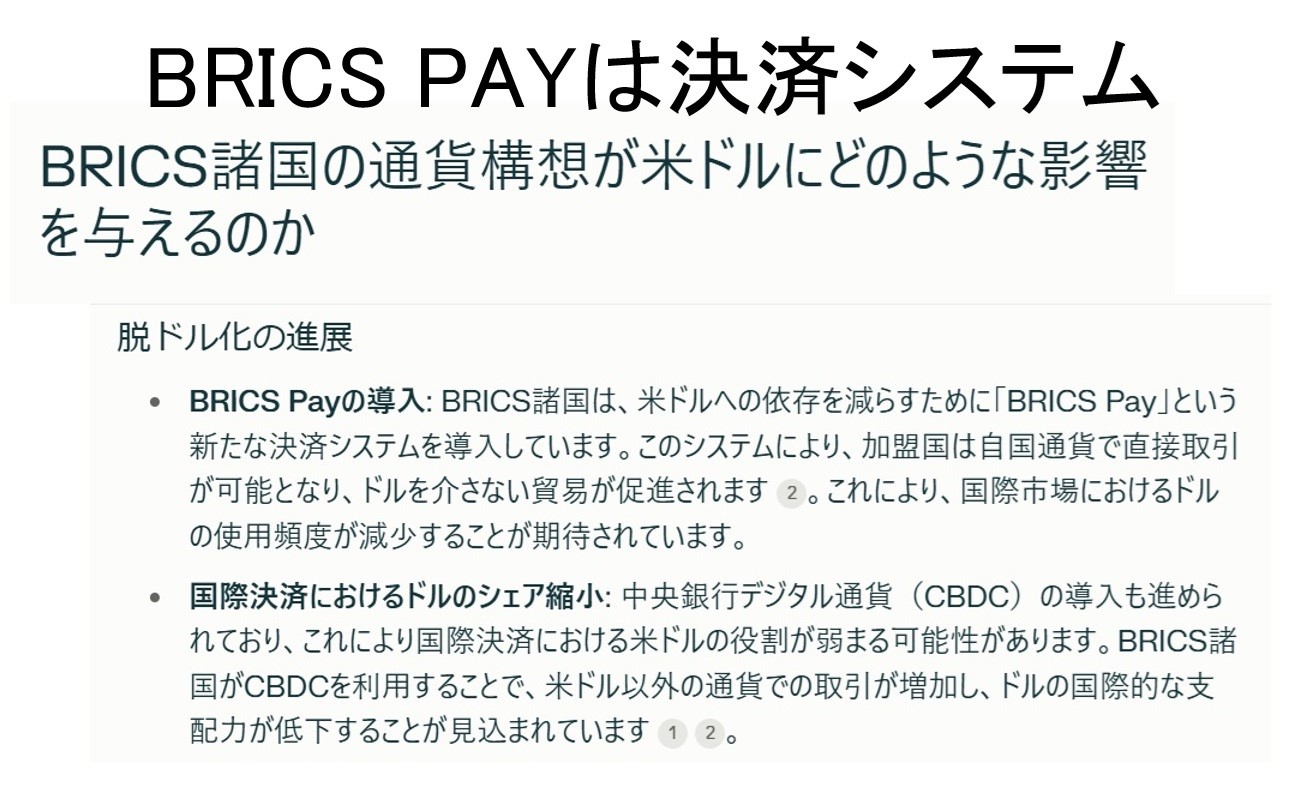 BRICS PAYは決済システム
BRICS諸国の通貨構想が米ドルにどのような影響
を与えるのか
脱ドル化の進展
• BRICS Payの導入: BRICS諸国は、米ドルへの依存を減らすために「BRICS Pay」という
新たな決済システムを導入しています。このシステムにより、加盟国は自国通貨で直接取引
が可能となり、ドルを介さない貿易が促進されます 2 。これにより、国際市場におけるドル
の使用頻度が減少することが期待されています。
• 国際決済におけるドルのシェア縮小: 中央銀行デジタル通貨（CBDC）の導入も進めら
れており、これにより国際決済における米ドルの役割が弱まる可能性があります。BRICS諸
国がCBDCを利用することで、米ドル以外の通貨での取引が増加し、ドルの国際的な支
配力が低下することが見込まれています 1 2 。